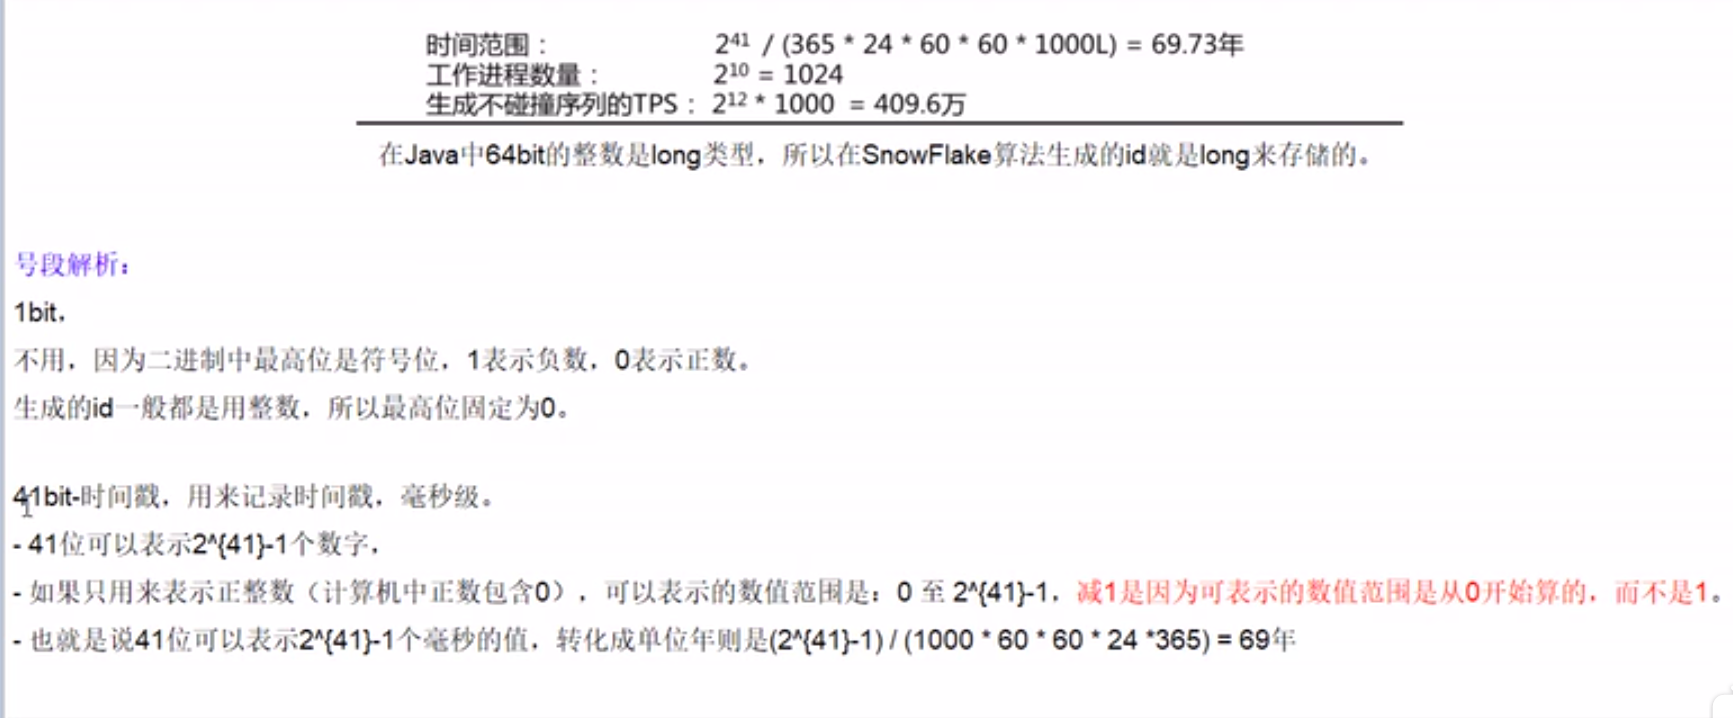 时间范围： 2⁴¹ / (365 * 24 * 60 * 60 * 1000L) = 69.73年
工作进程数量： 2¹⁰ = 1024
生成不碰撞序列的TPS： 2¹² * 1000 = 409.6万
在Java中64bit的整数是long类型，所以在SnowFlake算法生成的id就是long来存储的。
号段解析：
1bit，
不用，因为二进制中最高位是符号位，1表示负数，0表示正数。
生成的id一般都是用整数，所以最高位固定为0。
41bit-时间戳，用来记录时间戳，毫秒级。
- 41位可以表示2^{41}-1个数字，
- 如果只用来表示正整数（计算机中正数包含0），可以表示的数值范围是：0 至 2^{41}-1，减1是因为可表示的数值范围是从0开始算的，而不是1。
- 也就是说41位可以表示2^{41}-1个毫秒的值，转化成单位年则是(2^{41}-1) / (1000 * 60 * 60 * 24 *365) = 69年